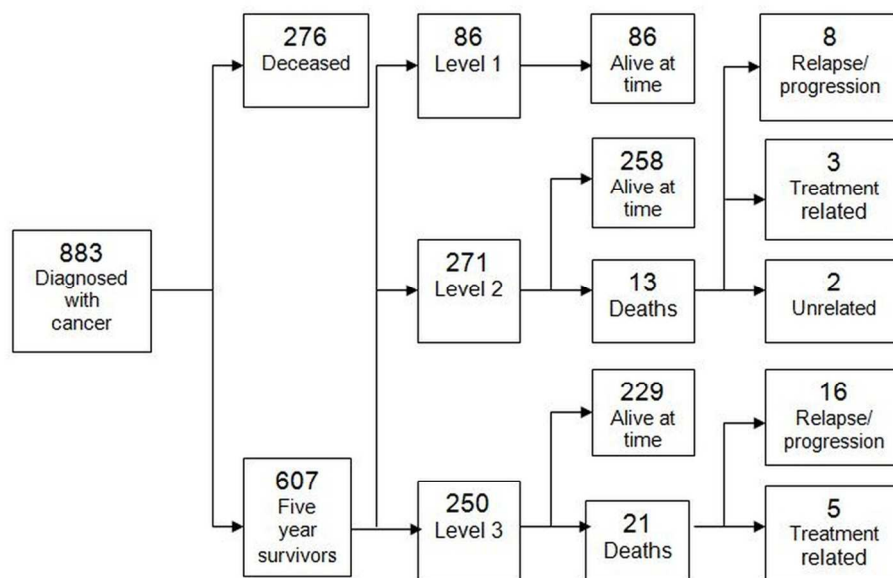 276
Deceased
86
Level 1
86
Alive at
time
8
Relapse/
progression
258
Alive at
time
3
Treatment
related
883
Diagnosed
with
cancer
271
Level 2
13
Deaths
2
Unrelated
229
Alive at
time
16
Relapse/
progression
607
Five
year
survivors
250
Level 3
21
Deaths
5
Treatment
related